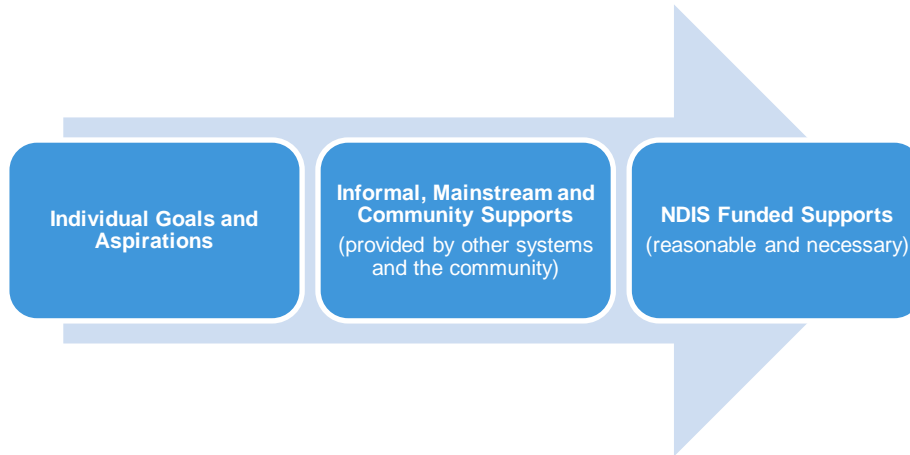 Individual Goals and
Aspirations
Informal, Mainstream and
Community Supports
(provided by other systems
and the community)
NDIS Funded Supports
(reasonable and necessary)